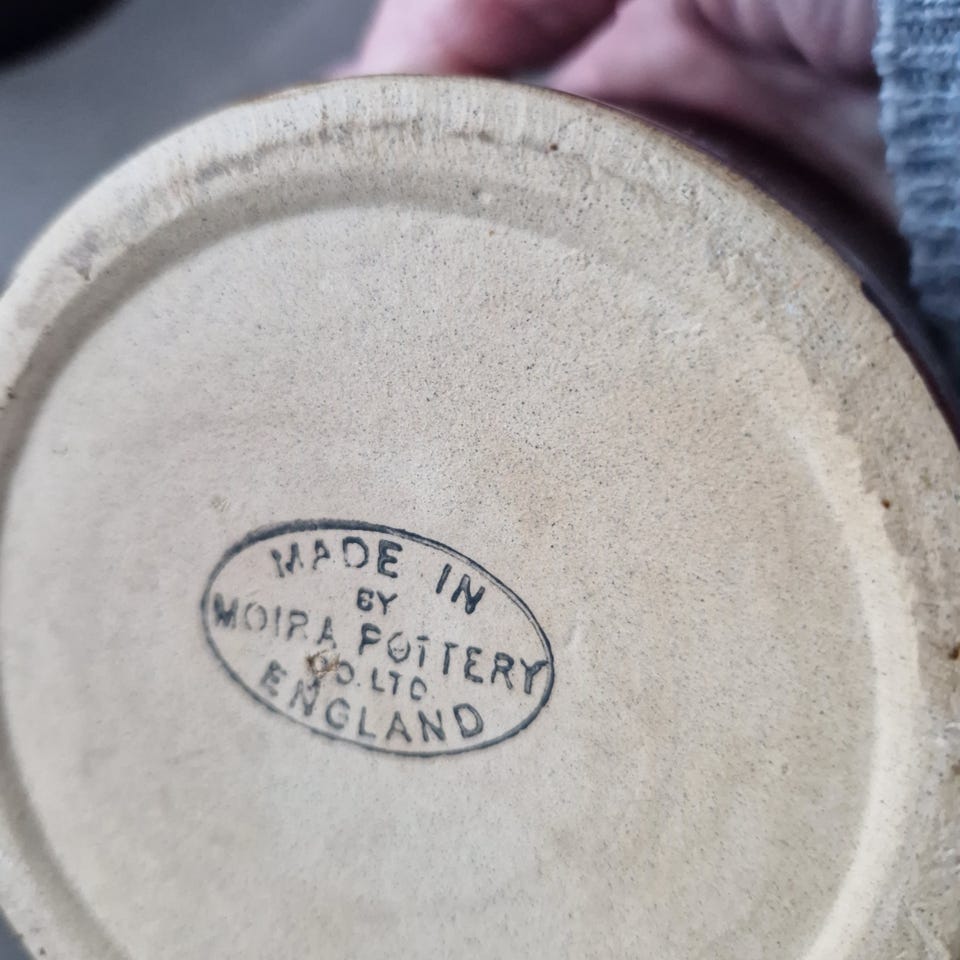 MADE IN
BY
MOIRA POTTERY
CO. LTD.
ENGLAND